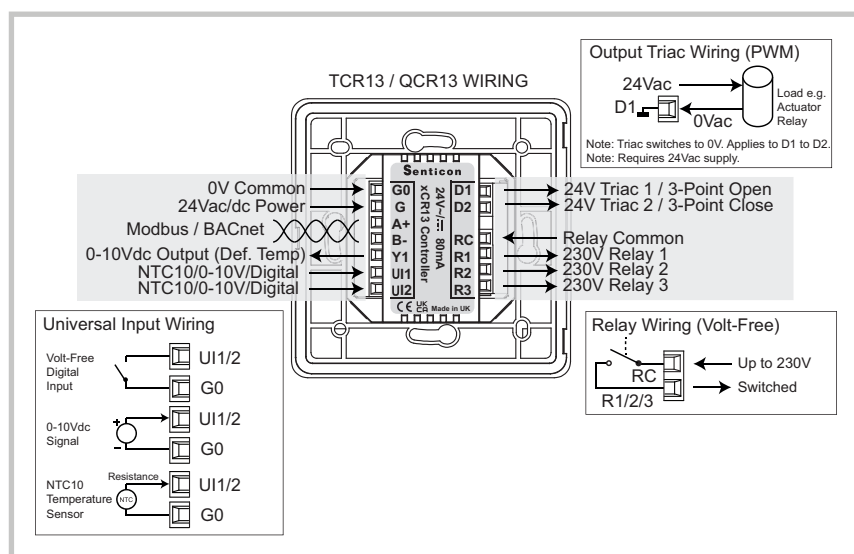 TCR13 / QCR13 WIRING
Output Triac Wiring (PWM)
24Vac
D1
0Vac
Load e.g.
Actuator
Relay
Note: Triac switches to 0V. Applies to D1 to D2.
Note: Requires 24Vac supply.
0V Common
24Vac/dc Power
Modbus / BACnet
0-10Vdc Output (Def. Temp)
NTC10/0-10V/Digital
NTC10/0-10V/Digital
Senticon
xCR13 Controller
24V~/⎓ 80mA
G0
G
A+
B-
Y1
UI1
UI2
D1
D2
RC
R1
R2
R3
CE UK CA Made in UK
24V Triac 1 / 3-Point Open
24V Triac 2 / 3-Point Close
Relay Common
230V Relay 1
230V Relay 2
230V Relay 3
Universal Input Wiring
Volt-Free
Digital
Input
UI1/2
G0
0-10Vdc
Signal
+
–
UI1/2
G0
NTC10
Temperature
Sensor
Resistance
NTC
UI1/2
G0
Relay Wiring (Volt-Free)
RC
R1/2/3
Up to 230V
Switched